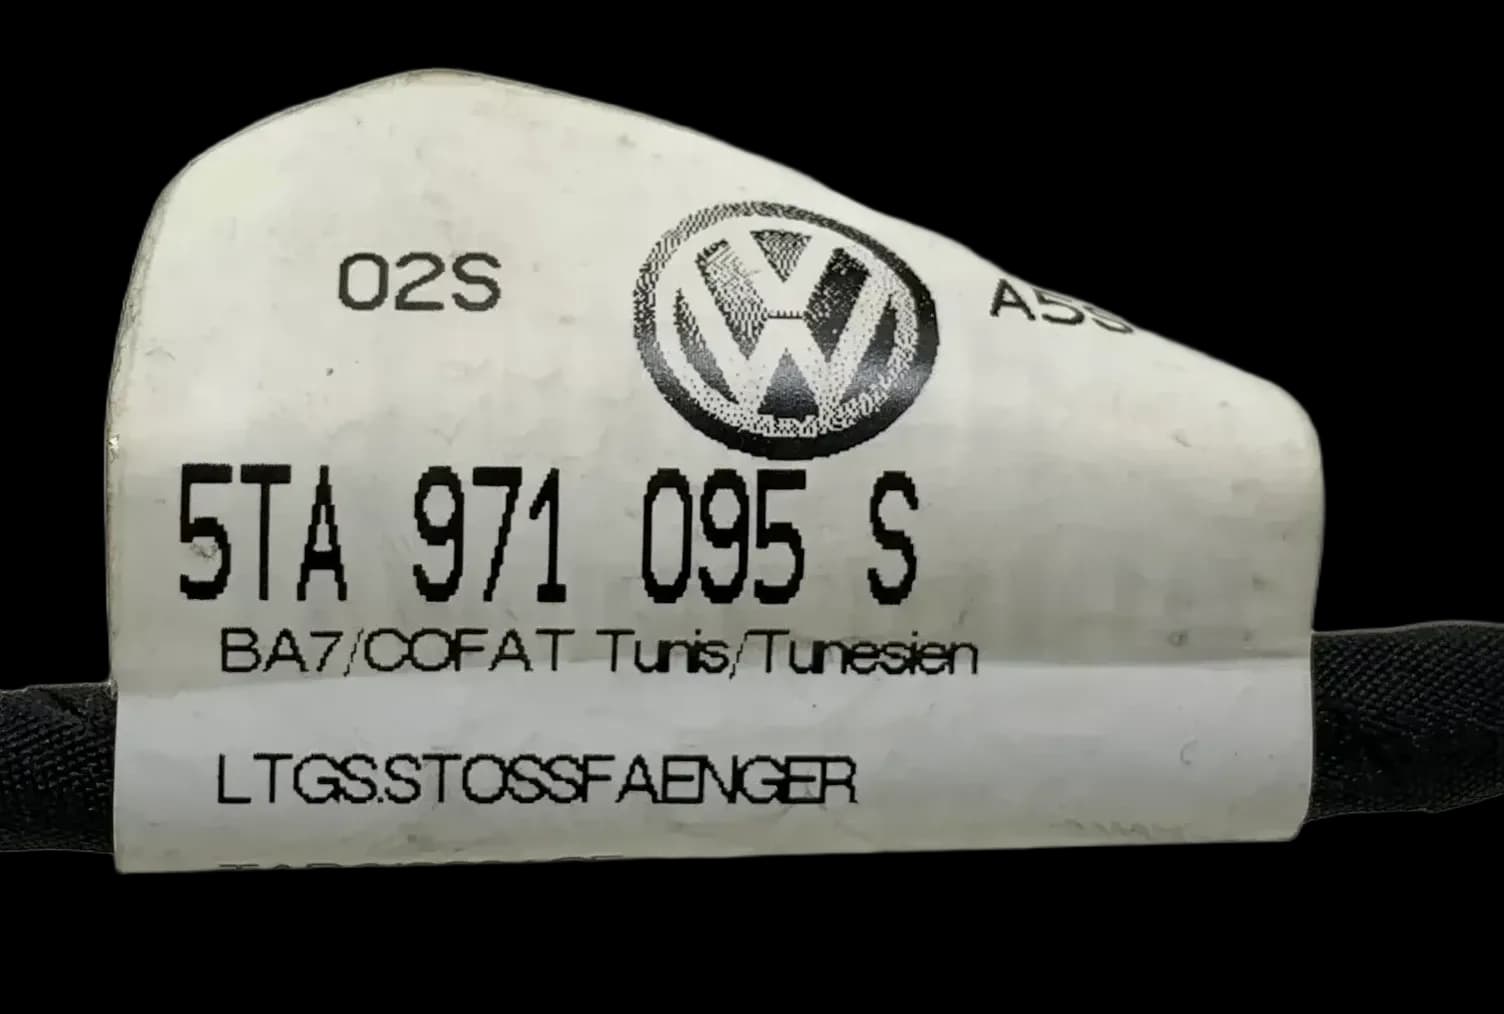 02S
5TA 971 095 S
BA7/COFAT Tunis/Tunesien
LTGS.STOSSFAENGER